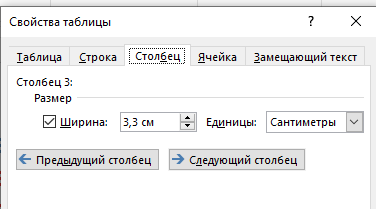 Свойства таблицы ? ×
Таблица Строка Столбец Ячейка Замещающий текст
Столбец 3:
Размер
Ширина: 3,3 см Единицы: Сантиметры
Предыдущий столбец Следующий столбец